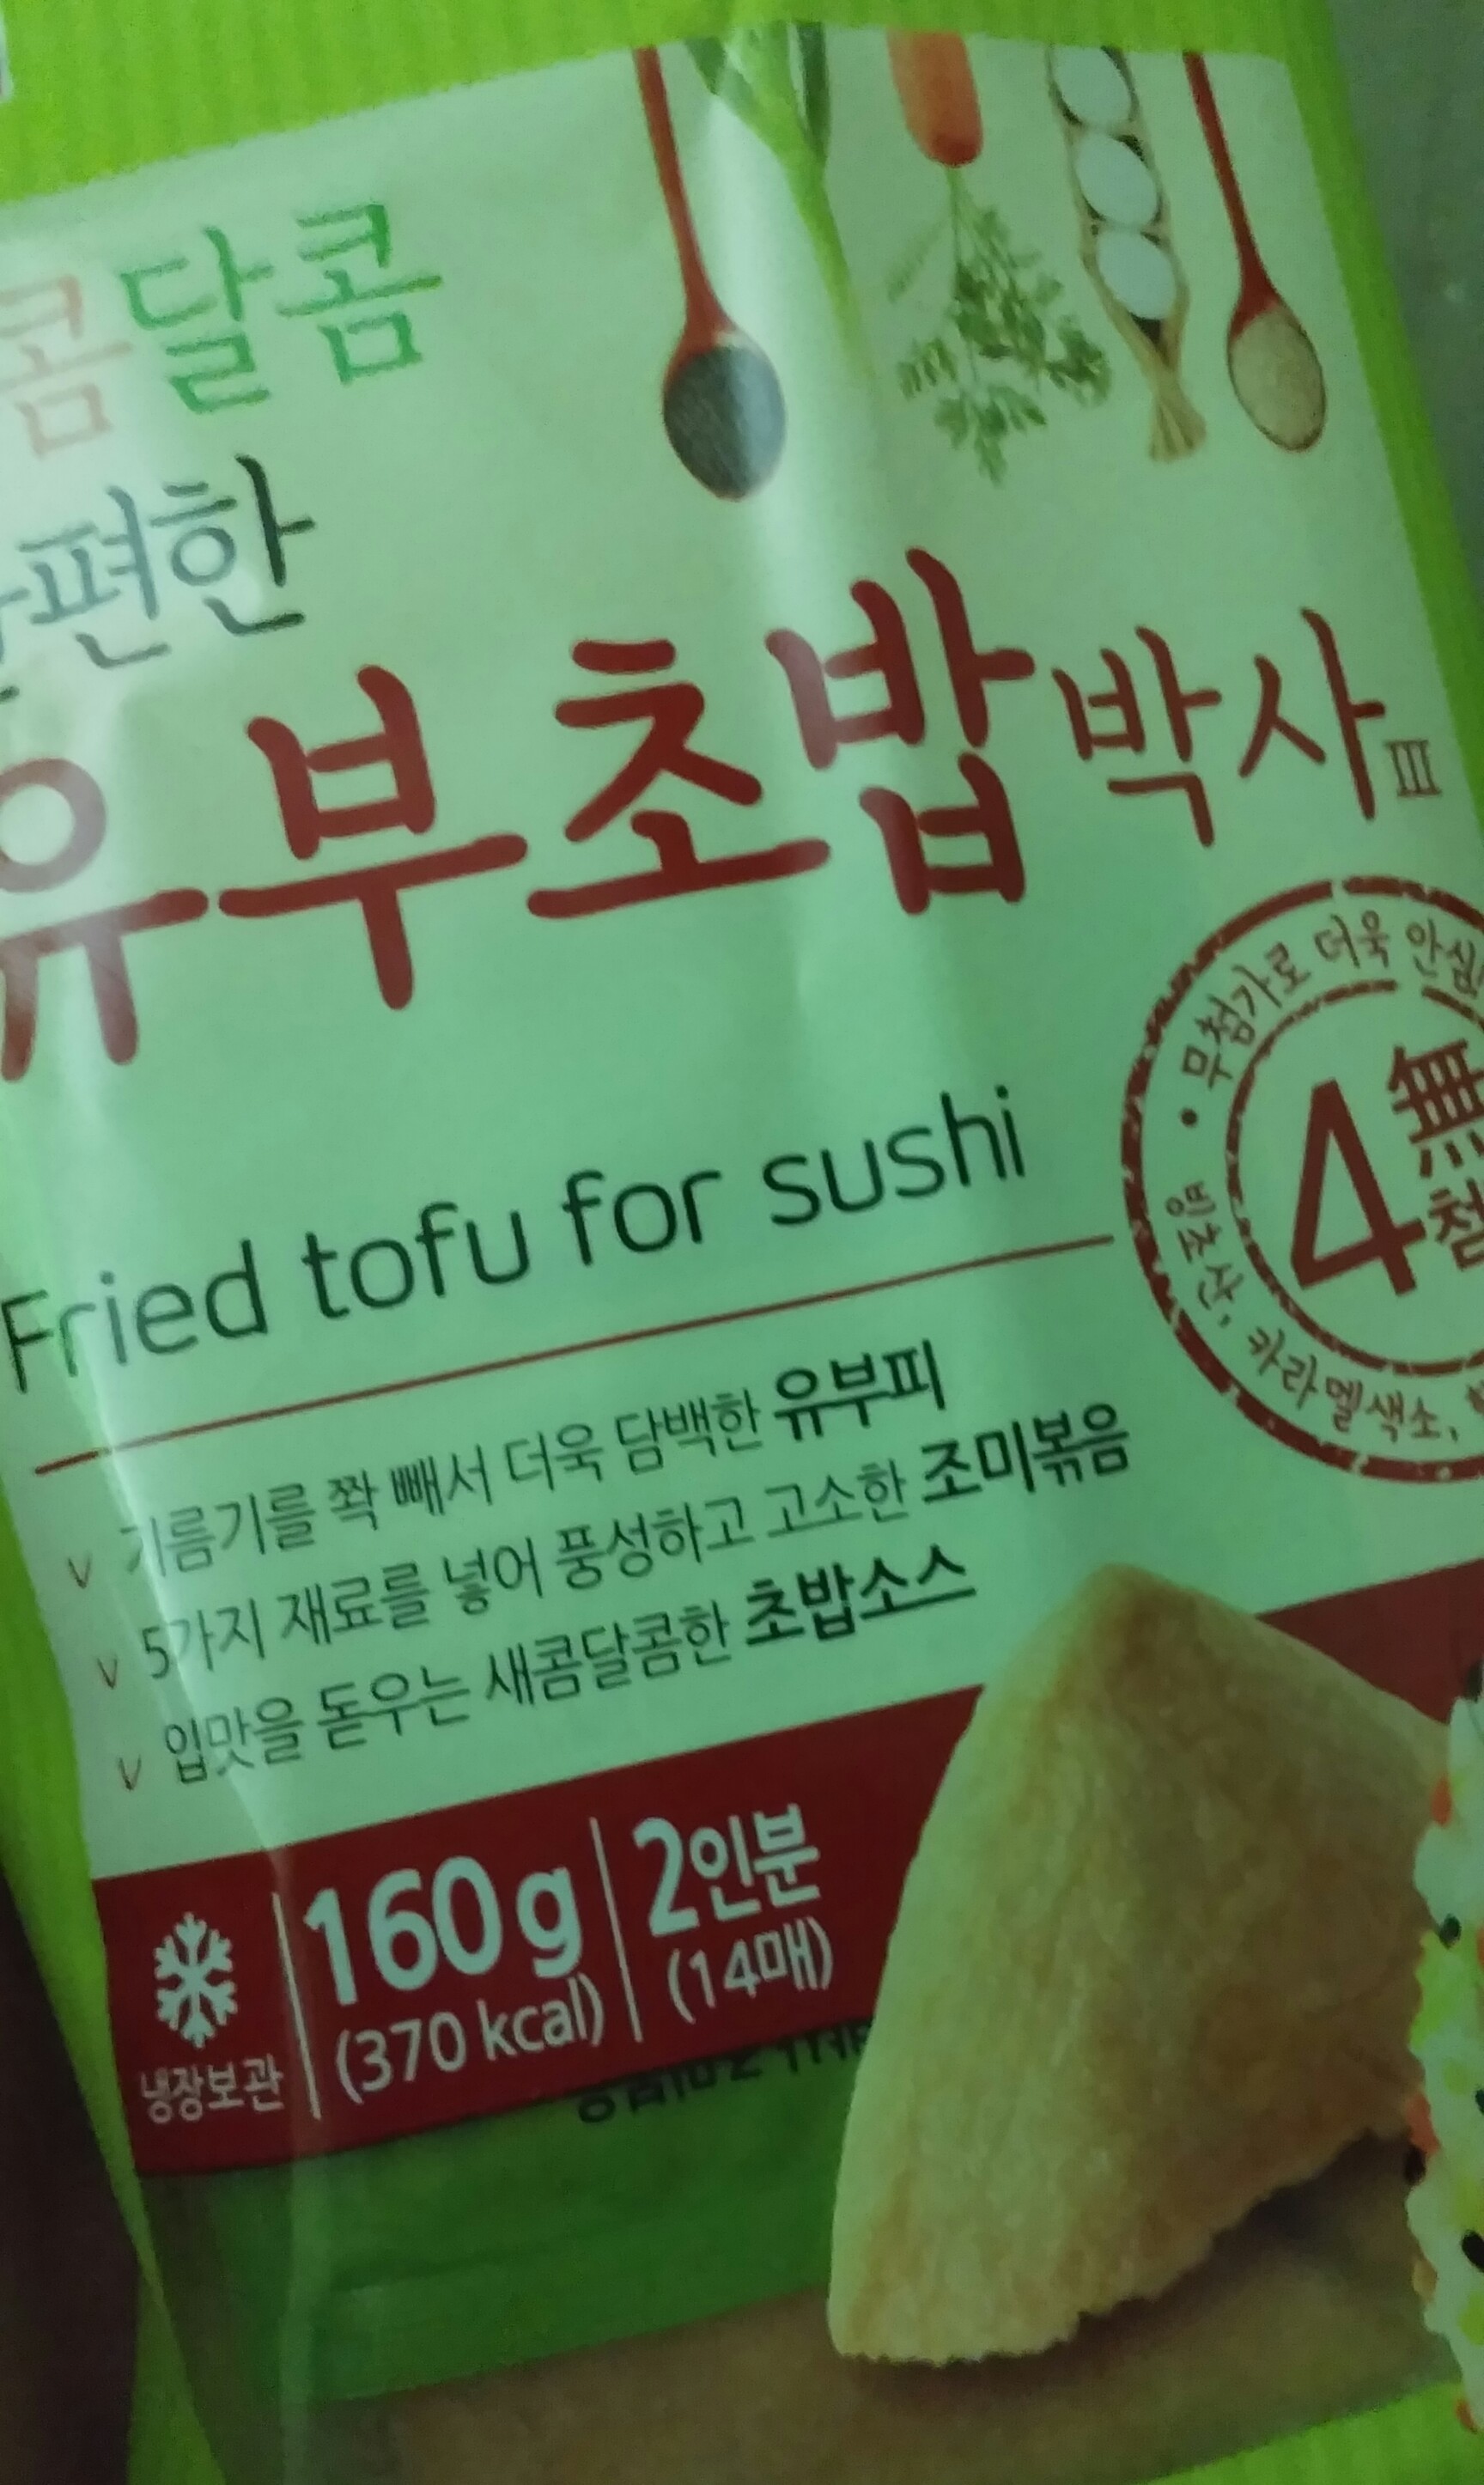 콤달콤
편한
유부초밥박사 III
Fried tofu for sushi
• 무첨가로 더욱 안심
4無
빙초산, 카라멜색소,
v 기름기를 쫙 빼서 더욱 담백한 유부피
v 5가지 재료를 넣어 풍성하고 고소한 조미볶음
v 입맛을 돋우는 새콤달콤한 초밥소스
냉장보관
160g
(370 kcal)
2인분
(14매)